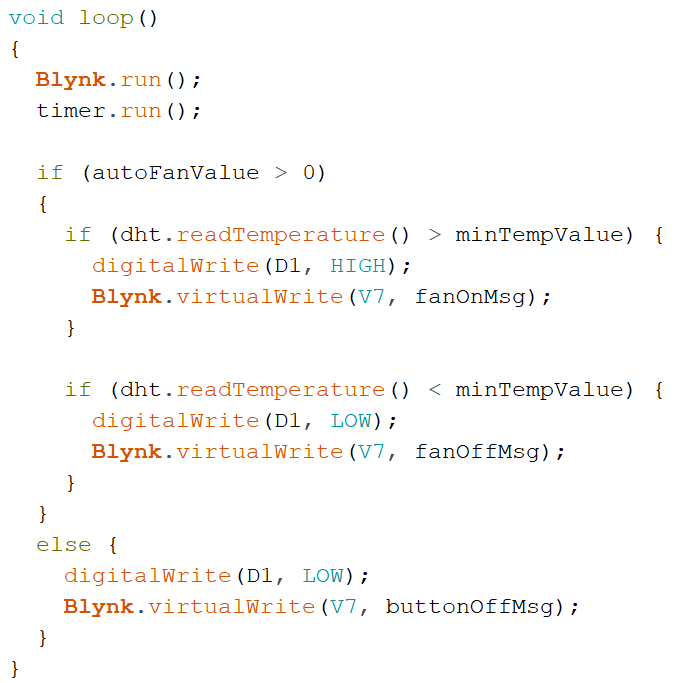 void loop()
{
  Blynk.run();
  timer.run();

  if (autoFanValue > 0)
  {
    if (dht.readTemperature() > minTempValue) {
      digitalWrite(D1, HIGH);
      Blynk.virtualWrite(V7, fanOnMsg);
    }

    if (dht.readTemperature() < minTempValue) {
      digitalWrite(D1, LOW);
      Blynk.virtualWrite(V7, fanOffMsg);
    }
  }
  else {
    digitalWrite(D1, LOW);
    Blynk.virtualWrite(V7, buttonOffMsg);
  }
}